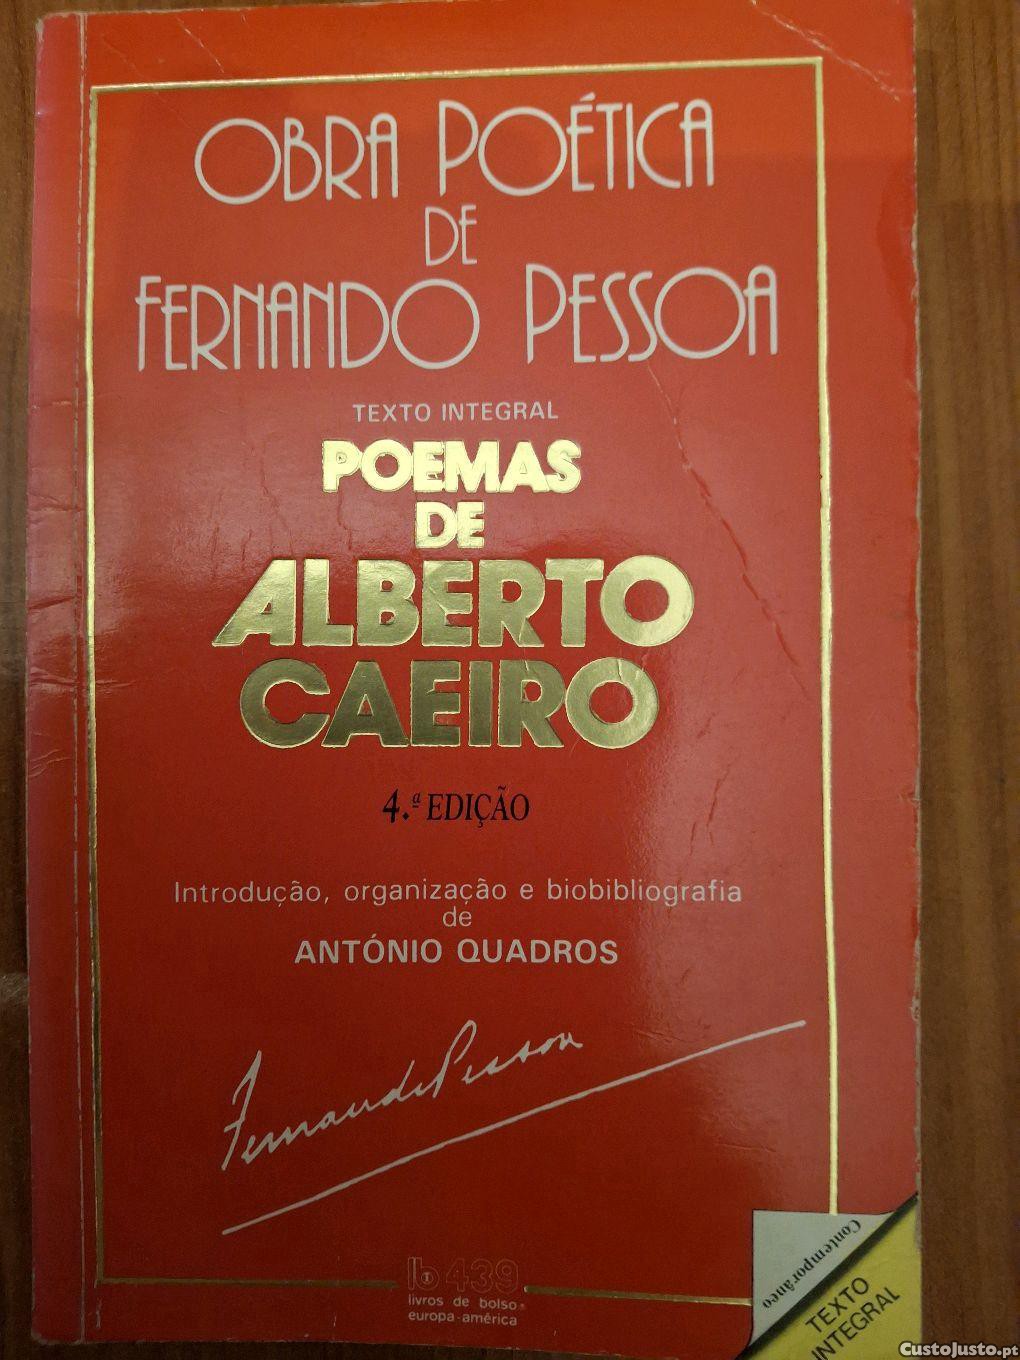 OBRA POÉTICA
DE
FERNANDO PESSOA
TEXTO INTEGRAL
POEMAS
DE
ALBERTO
CAEIRO
4.ª EDIÇÃO
Introdução, organização e biobibliografia
de
ANTÓNIO QUADROS
Fernando Pessoa
lb 439
livros de bolso
europa-américa
Contemporâneo
TEXTO
INTEGRAL
CustoJusto.pt